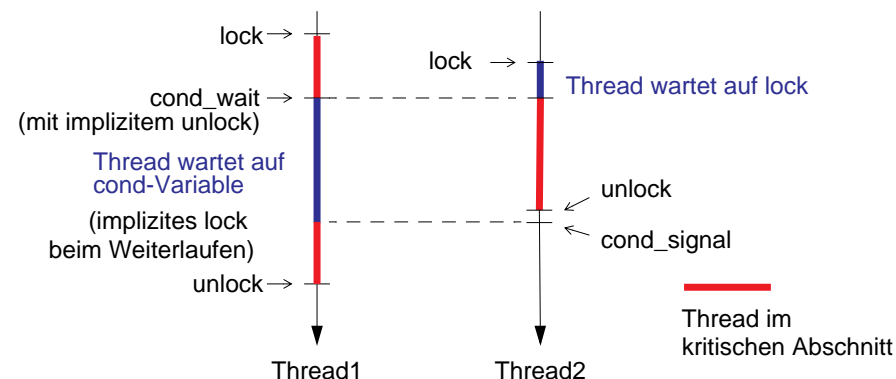 lock
cond_wait
(mit implizitem unlock)
Thread wartet auf
cond-Variable
(implizites lock
beim Weiterlaufen)
unlock
Thread1
lock
Thread wartet auf lock
unlock
cond_signal
Thread2
Thread im
kritischen Abschnitt